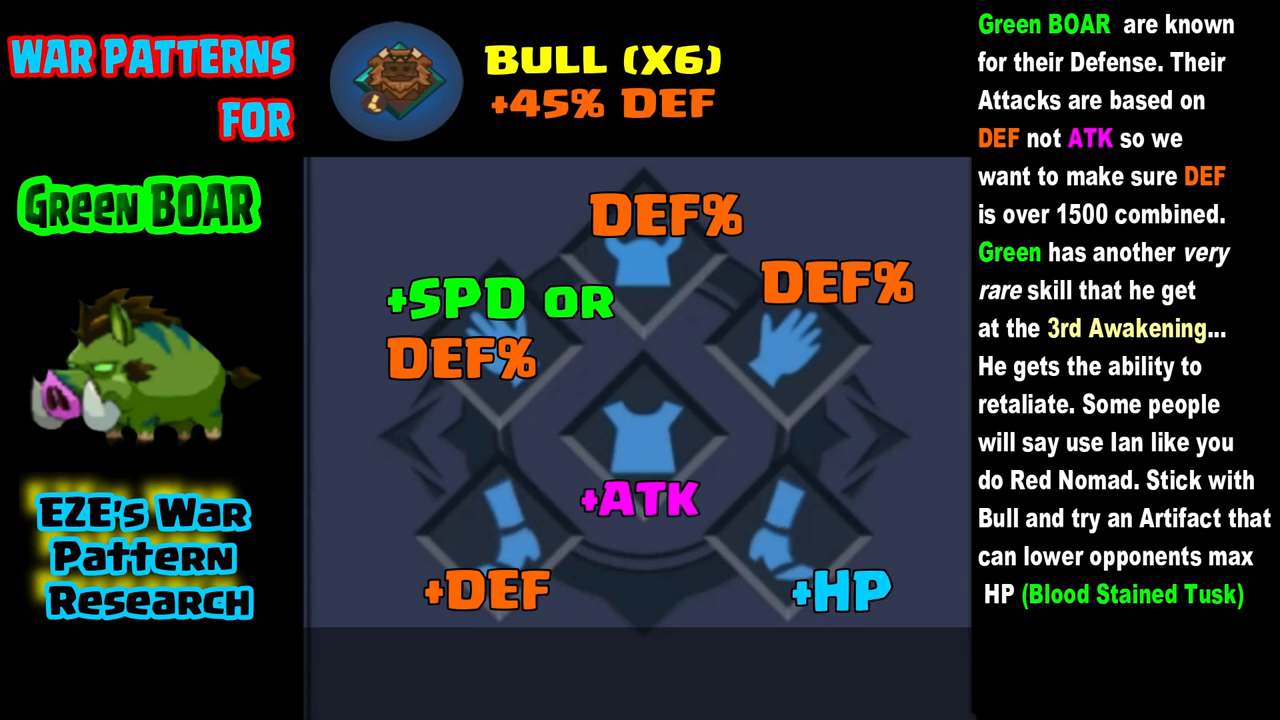 WAR PATTERNS
FOR
Green BOAR
EZE's War
Pattern
Research
BULL (X6)
+45% DEF
DEF%
DEF%
+SPD OR
DEF%
+ATK
+DEF
+HP
Green BOAR are known
for their Defense. Their
Attacks are based on
DEF not ATK so we
want to make sure DEF
is over 1500 combined.
Green has another very
rare skill that he get
at the 3rd Awakening...
He gets the ability to
retaliate. Some people
will say use Ian like you
do Red Nomad. Stick with
Bull and try an Artifact that
can lower opponents max
HP (Blood Stained Tusk)